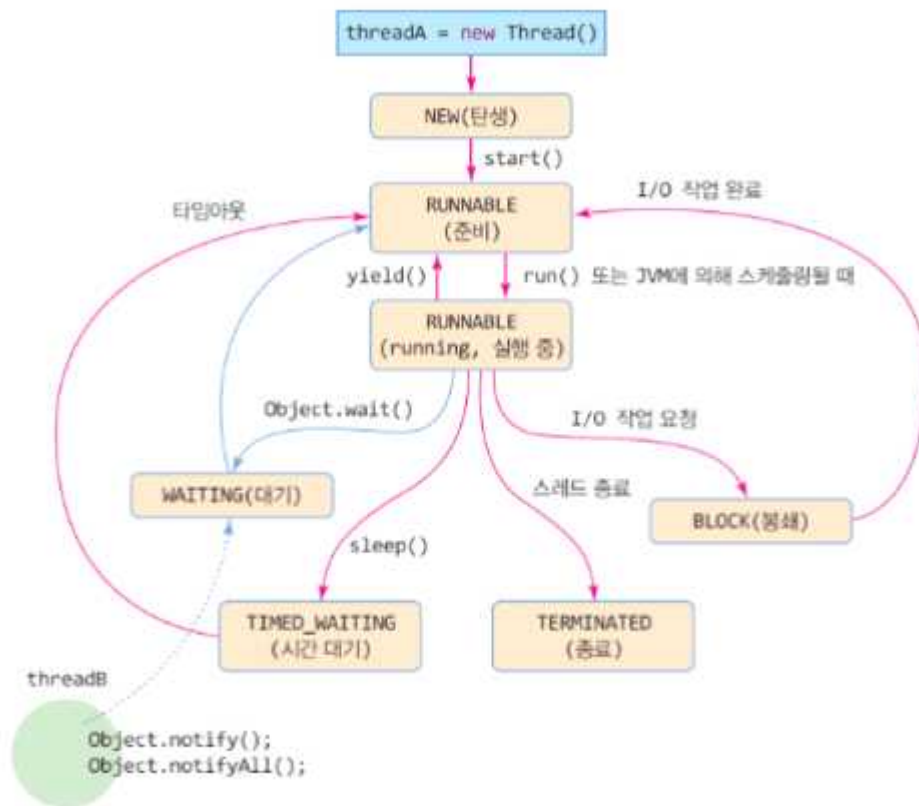 threadA = new Thread()
NEW(탄생)
start()
타임아웃
I/O 작업 완료
RUNNABLE
(준비)
yield()
run() 또는 JVM에 의해 스케줄링될 때
RUNNABLE
(running, 실행 중)
Object.wait()
I/O 작업 요청
WAITING(대기)
스레드 종료
BLOCK(봉쇄)
sleep()
TIMED_WAITING
(시간 대기)
TERMINATED
(종료)
threadB
Object.notify();
Object.notifyAll();